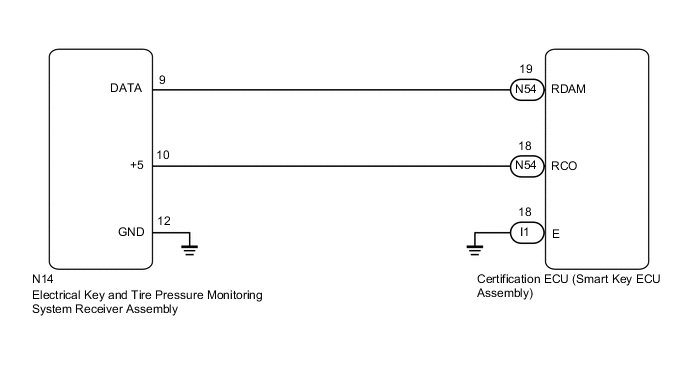 19
9
DATA
N54
RDAM
18
10
+5
N54
RCO
18
12
GND
I1
E
N14
Electrical Key and Tire Pressure Monitoring
System Receiver Assembly
Certification ECU (Smart Key ECU
Assembly)